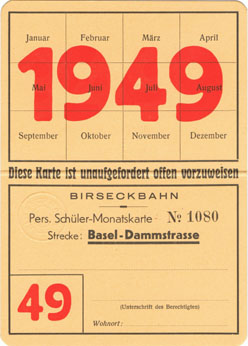 Januar Februar März April
1949
Mai Juni Juli August
September Oktober November Dezember
Diese Karte ist unaufgefordert offen vorzuweisen
BIRSECKBAHN
Pers. Schüler-Monatskarte № 1080
Strecke: Basel-Dammstrasse
49
(Unterschrift des Berechtigten)
Wohnort: